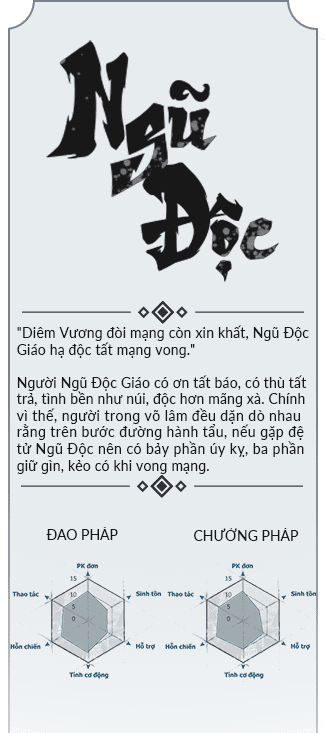 Ngũ
Độc
"Diêm Vương đòi mạng còn xin khất, Ngũ Độc
Giáo hạ độc tất mạng vong."
Người Ngũ Độc Giáo có ơn tất báo, có thù tất
trả, tình bền như núi, độc hơn mãng xà. Chính
vì thế, người trong võ lâm đều dặn dò nhau
rằng trên bước đường hành tẩu, nếu gặp đệ
tử Ngũ Độc nên có bảy phần úy kỵ, ba phần
giữ gìn, kẻo có khi vong mạng.
ĐAO PHÁP CHƯỞNG PHÁP
PK đơn PK đơn
15 15
Thao tác 10 Sinh tồn Thao tác 10 Sinh tồn
5 5
0 0
Hỗn chiến Hỗ trợ Hỗn chiến Hỗ trợ
Tính cơ động Tính cơ động